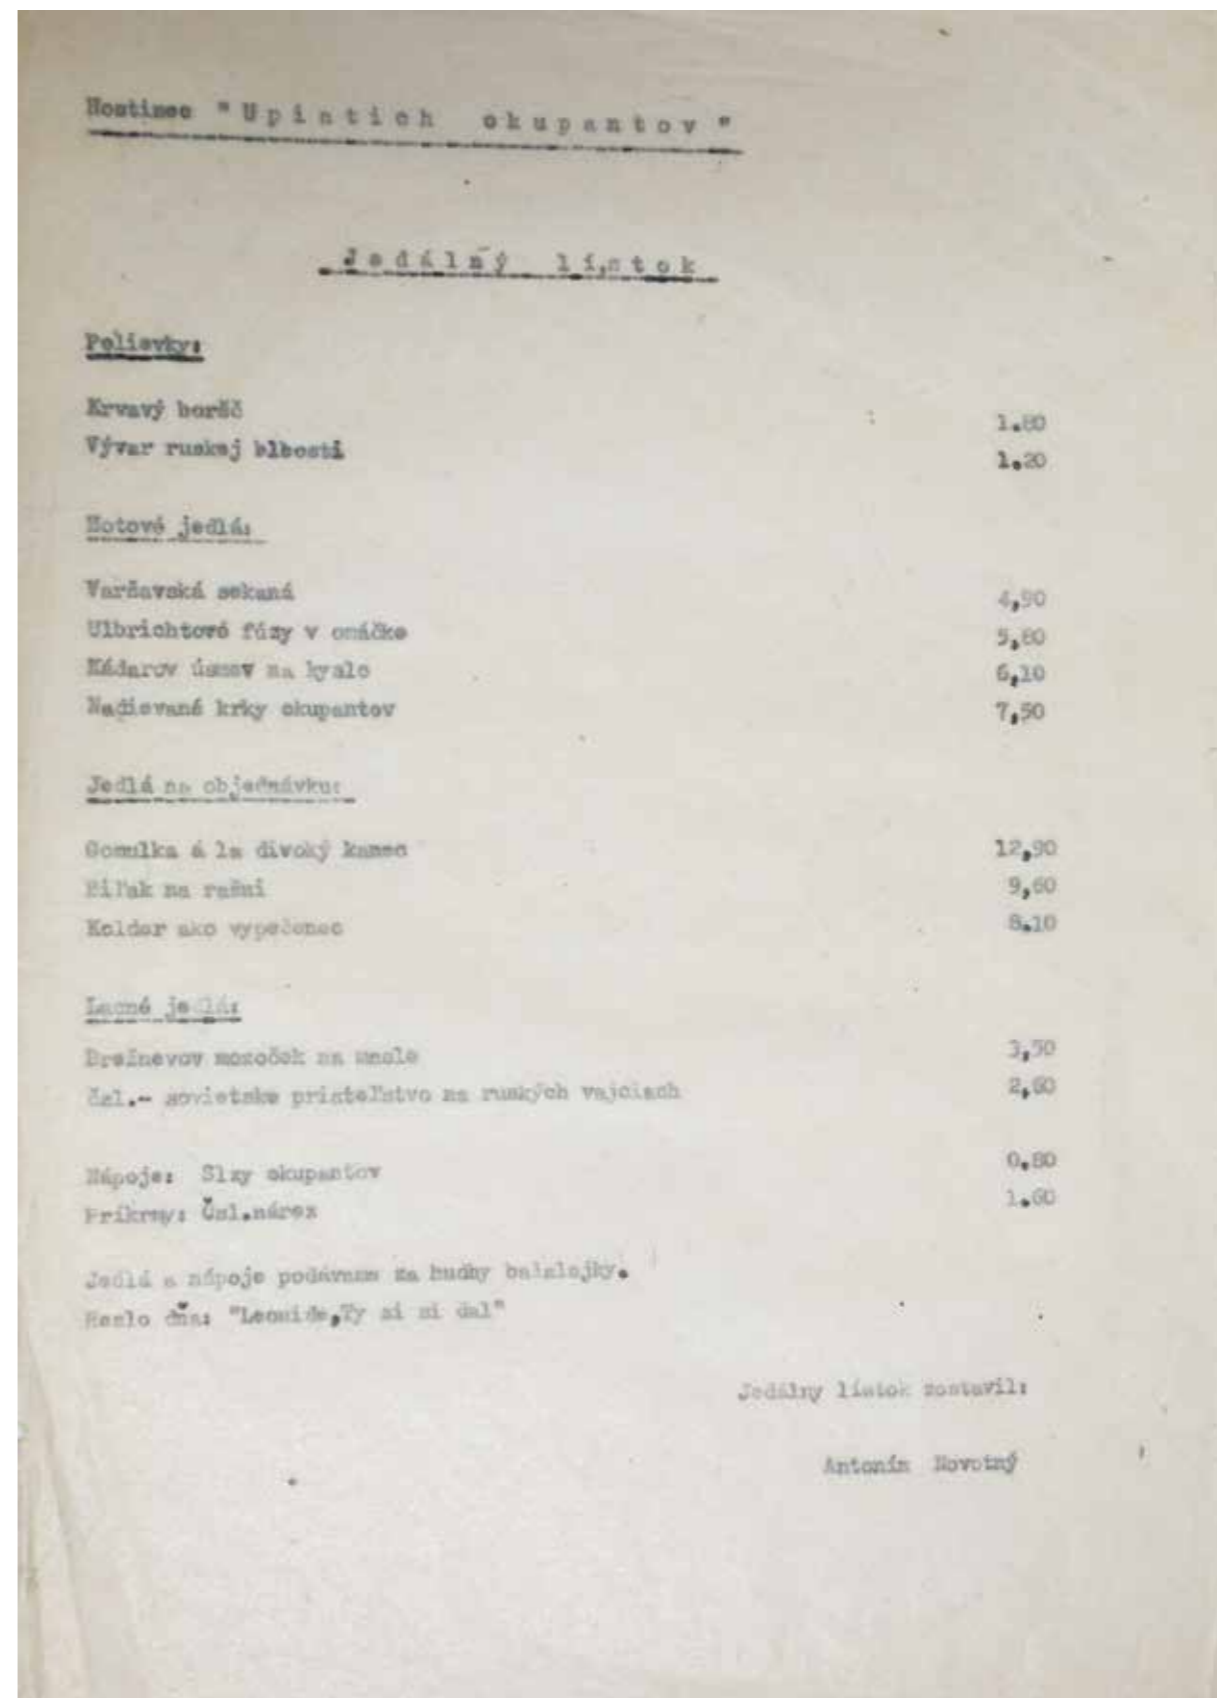 Hostinec "Upiatich okupantov"
Jedálný lístok
Polievky:
Krvavý boršč 1.80
Vývar ruskej blbosti 1.20
Hotové jedlá:
Varšavská sekaná 4,90
Ulbrichtové fúzy v omáčke 5,80
Kádarov úsmev na kyslo 6,10
Nadievané krky okupantov 7,50
Jedlá na objednávku:
Gomulka á la divoký kanec 12,90
Biľak na rašni 9,60
Kolder ako vypečenec 8.10
Lacné jedlá:
Brežnevov mozoček na masle 3,50
čsl.- sovietske priateľstvo na ruských vajciach 2,60
Nápoje: Slzy okupantov 0,80
Príkrmy: Čsl.nárez 1.60
Jedlá a nápoje podávame za hudby balalajky.
Heslo dňa: "Leonide,Ty si mi dal"
Jedálny lístok zostavil:
Antonín Novotný